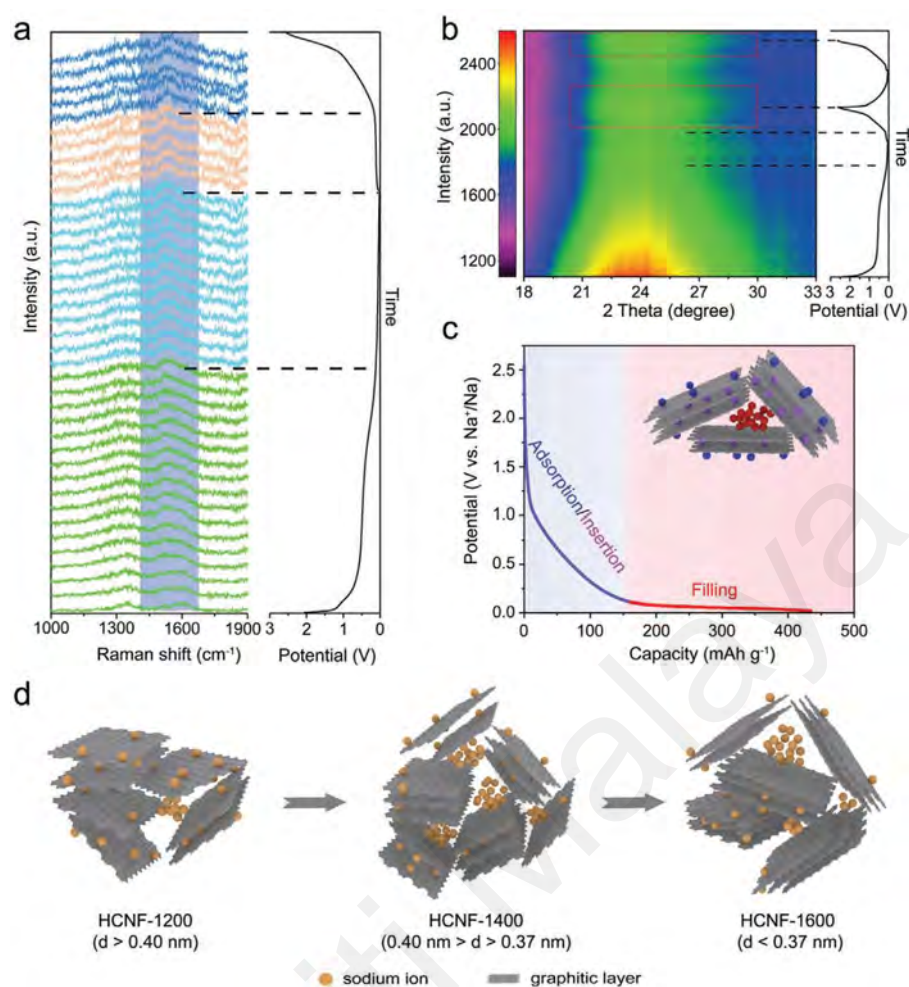 a
Intensity (a.u.)
1000 1300 1600 1900
Raman shift (cm⁻¹)
3 2 1 0
Potential (V)
Time
b
Intensity (a.u.)
2400
2000
1600
1200
18 21 24 27 30 33
2 Theta (degree)
3 2 1 0
Potential (V)
Time
c
Potential (V vs. Na⁺/Na)
2.5
2.0
1.5
1.0
0.5
0.0
Adsorption/Insertion
Filling
0 100 200 300 400 500
Capacity (mAh g⁻¹)
d
HCNF-1200
(d > 0.40 nm)
HCNF-1400
(0.40 nm > d > 0.37 nm)
HCNF-1600
(d < 0.37 nm)
sodium ion
graphitic layer
iti Malaya